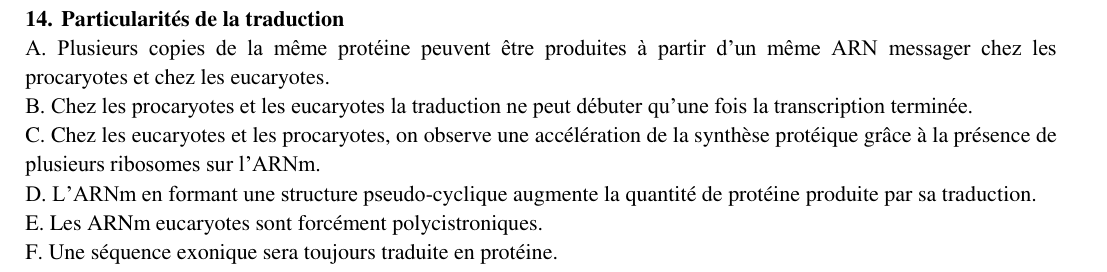 14. Particularités de la traduction
A. Plusieurs copies de la même protéine peuvent être produites à partir d'un même ARN messager chez les
procaryotes et chez les eucaryotes.
B. Chez les procaryotes et les eucaryotes la traduction ne peut débuter qu'une fois la transcription terminée.
C. Chez les eucaryotes et les procaryotes, on observe une accélération de la synthèse protéique grâce à la présence de
plusieurs ribosomes sur l'ARNm.
D. L'ARNm en formant une structure pseudo-cyclique augmente la quantité de protéine produite par sa traduction.
E. Les ARNm eucaryotes sont forcément polycistroniques.
F. Une séquence exonique sera toujours traduite en protéine.